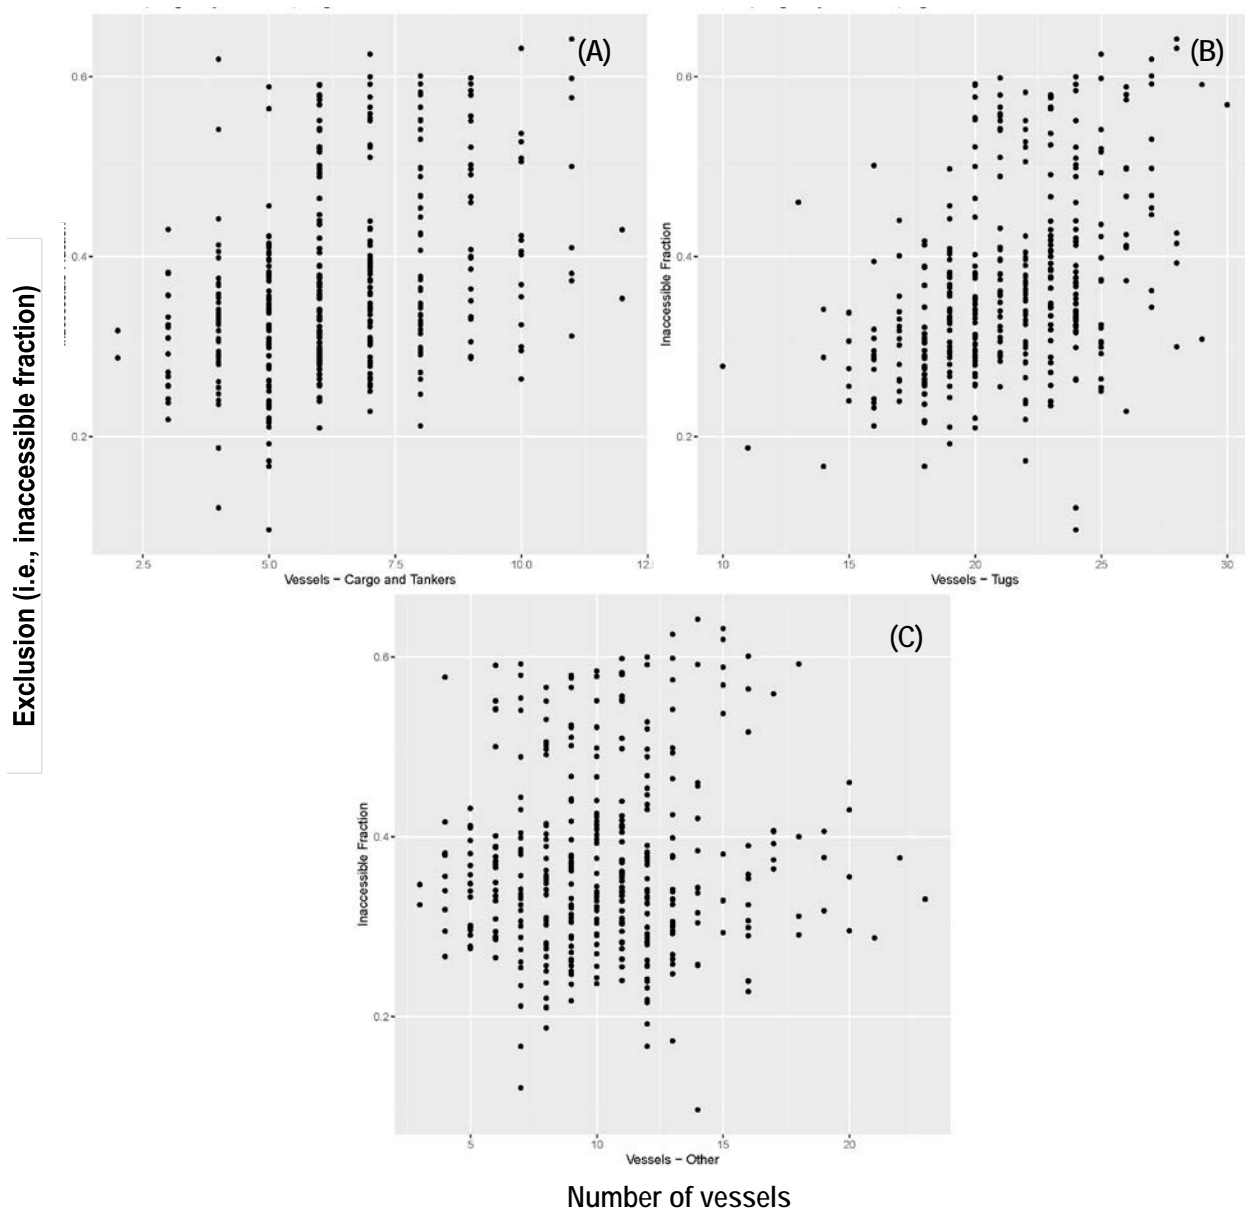 (A)
(B)
0.6-
0.4-
0.2-
2.5
5.0
7.5
10.0
12.
Vessels − Cargo and Tankers
Inaccessible Fraction
0.6-
0.4-
0.2-
10
15
20
25
30
Vessels − Tugs
Exclusion (i.e., inaccessible fraction)
(C)
Inaccessible Fraction
0.6-
0.4-
0.2-
5
10
15
20
Vessels − Other
Number of vessels